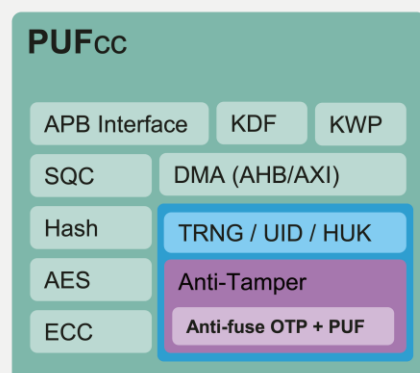 PUFcc
APB Interface KDF KWP
SQC DMA (AHB/AXI)
Hash TRNG / UID / HUK
AES Anti-Tamper
ECC Anti-fuse OTP + PUF